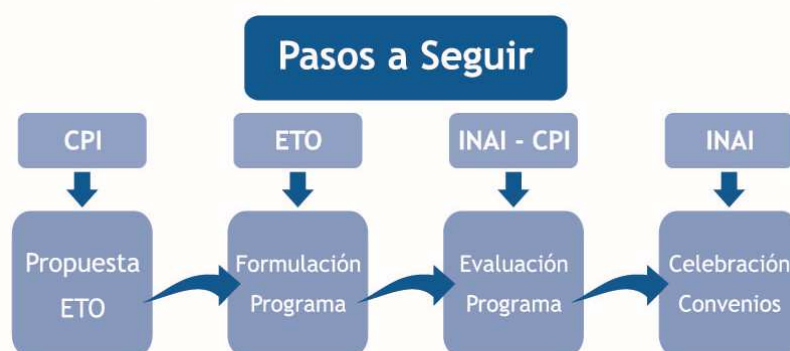 Pasos a Seguir
CPI
ETO
INAI - CPI
INAI
Propuesta
ETO
Formulación
Programa
Evaluación
Programa
Celebración
Convenios